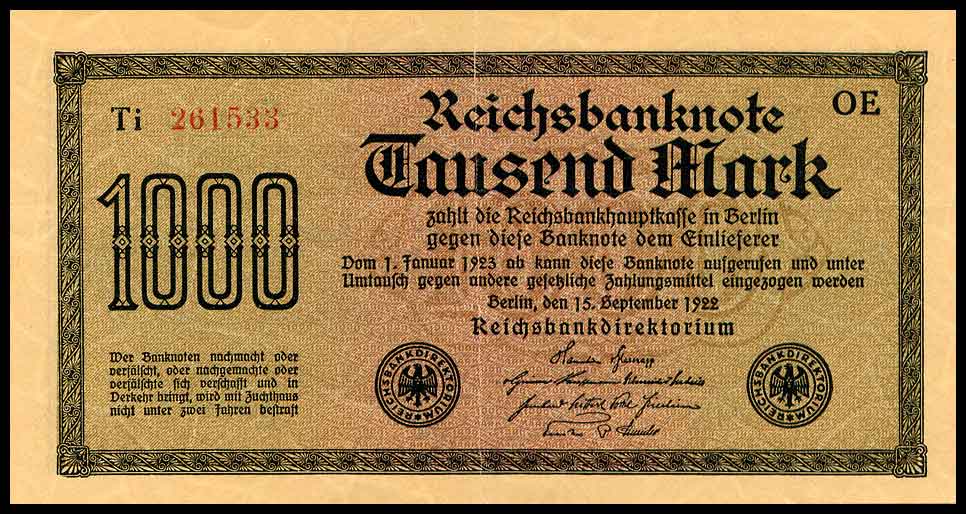 Ti 261533
OE
Reichsbanknote
Tausend Mark
1000
zahlt die Reichsbankhauptkasse in Berlin
gegen diese Banknote dem Einlieferer
Vom 1. Januar 1923 ab kann diese Banknote aufgerufen und unter
Umtausch gegen andere gesetzliche Zahlungsmittel eingezogen werden
Berlin, den 15. September 1922
Reichsbankdirektorium
Wer Banknoten nachmacht oder
verfälscht, oder nachgemachte oder
verfälschte sich verschafft und in
Verkehr bringt, wird mit Zuchthaus
nicht unter zwei Jahren bestraft
REICHSBANKDIREKTORIUM
REICHSBANKDIREKTORIUM